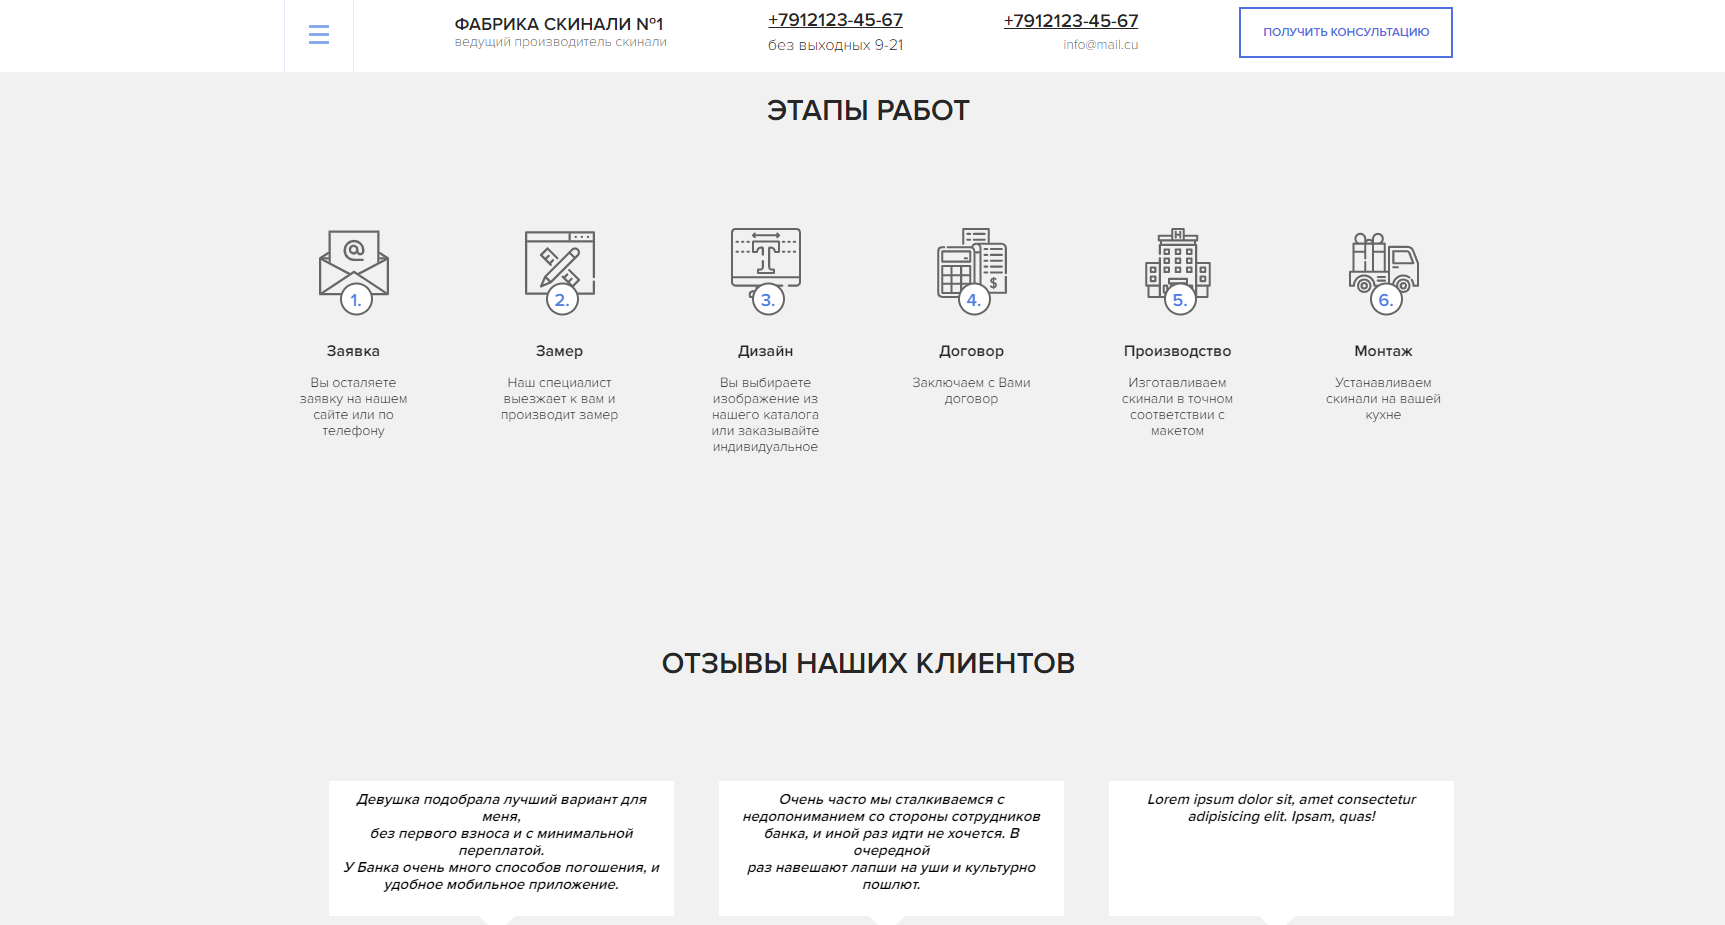 ФАБРИКА СКИНАЛИ №1
ведущий производитель скинали
+7912123-45-67
без выходных 9-21
+7912123-45-67
info@mail.cu
ПОЛУЧИТЬ КОНСУЛЬТАЦИЮ
ЭТАПЫ РАБОТ
@
1.
Заявка
Вы осталяете
заявку на нашем
сайте или по
телефону
2.
Замер
Наш специалист
выезжает к вам и
производит замер
T
3.
Дизайн
Вы выбираете
изображение из
нашего каталога
или заказывайте
индивидуальное
$
4.
Договор
Заключаем с Вами
договор
H
5.
Производство
Изготавливаем
скинали в точном
соответствии с
макетом
6.
Монтаж
Устанавливаем
скинали на вашей
кухне
ОТЗЫВЫ НАШИХ КЛИЕНТОВ
Девушка подобрала лучший вариант для
меня,
без первого взноса и с минимальной
переплатой.
У Банка очень много способов погошения, и
удобное мобильное приложение.
Очень часто мы сталкиваемся с
недопониманием со стороны сотрудников
банка, и иной раз идти не хочется. В
очередной
раз навешают лапши на уши и культурно
пошлют.
Lorem ipsum dolor sit, amet consectetur
adipisicing elit. Ipsam, quas!